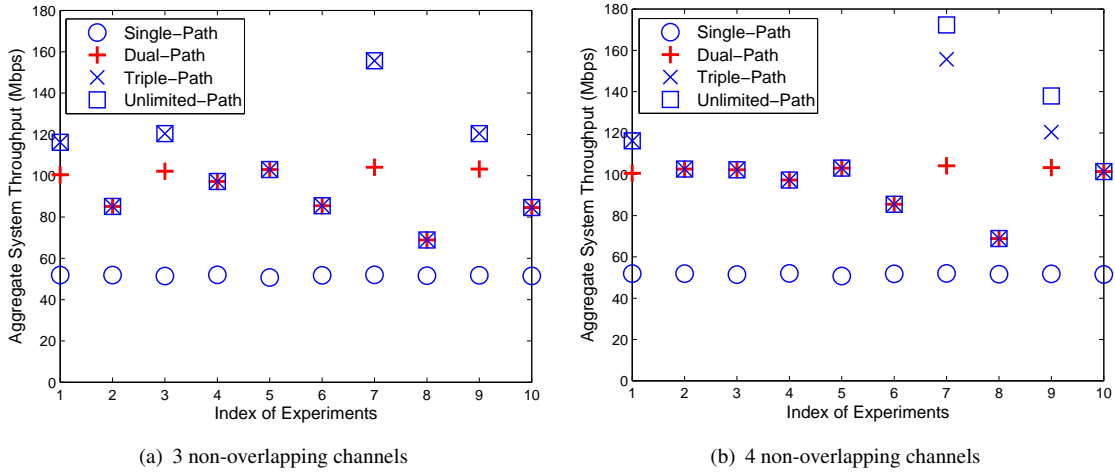 180
160
140
120
100
80
60
40
20
0
Aggregate System Throughput (Mbps)
Single−Path
Dual−Path
Triple−Path
Unlimited−Path
1 2 3 4 5 6 7 8 9 10
Index of Experiments
(a) 3 non-overlapping channels
180
160
140
120
100
80
60
40
20
0
Aggregate System Throughput (Mbps)
Single−Path
Dual−Path
Triple−Path
Unlimited−Path
1 2 3 4 5 6 7 8 9 10
Index of Experiments
(b) 4 non-overlapping channels